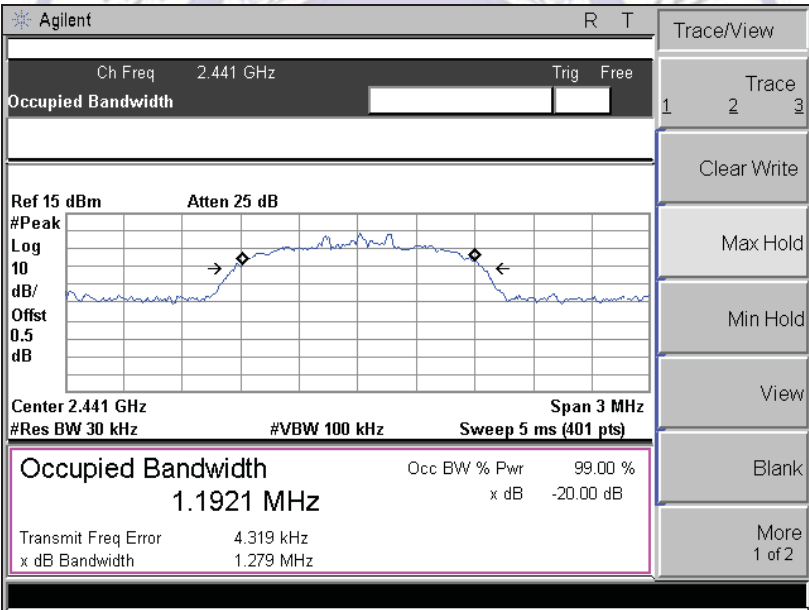 Agilent R T
Trace/View
Ch Freq 2.441 GHz Trig Free
Occupied Bandwidth
Trace
1 2 3
Clear Write
Ref 15 dBm Atten 25 dB
#Peak
Log
10
dB/
Offst
0.5
dB
Max Hold
Min Hold
View
Center 2.441 GHz Span 3 MHz
#Res BW 30 kHz #VBW 100 kHz Sweep 5 ms (401 pts)
Occupied Bandwidth Occ BW % Pwr 99.00 %
1.1921 MHz x dB -20.00 dB
Transmit Freq Error 4.319 kHz
x dB Bandwidth 1.279 MHz
Blank
More
1 of 2